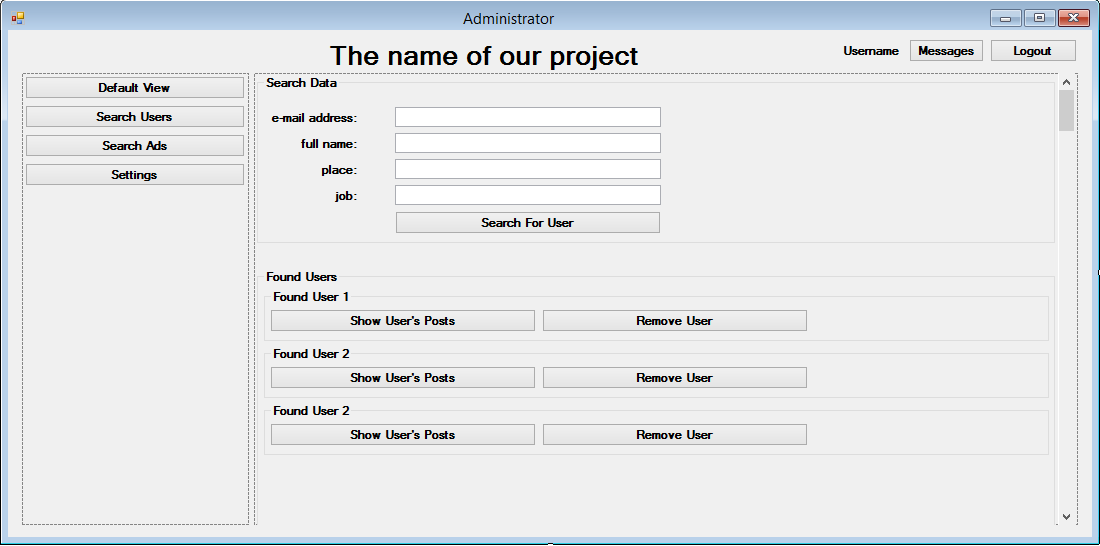 Administrator
The name of our project
Username Messages Logout
Default View
Search Users
Search Ads
Settings
Search Data
e-mail address:
full name:
place:
job:
Search For User
Found Users
Found User 1
Show User's Posts Remove User
Found User 2
Show User's Posts Remove User
Found User 2
Show User's Posts Remove User